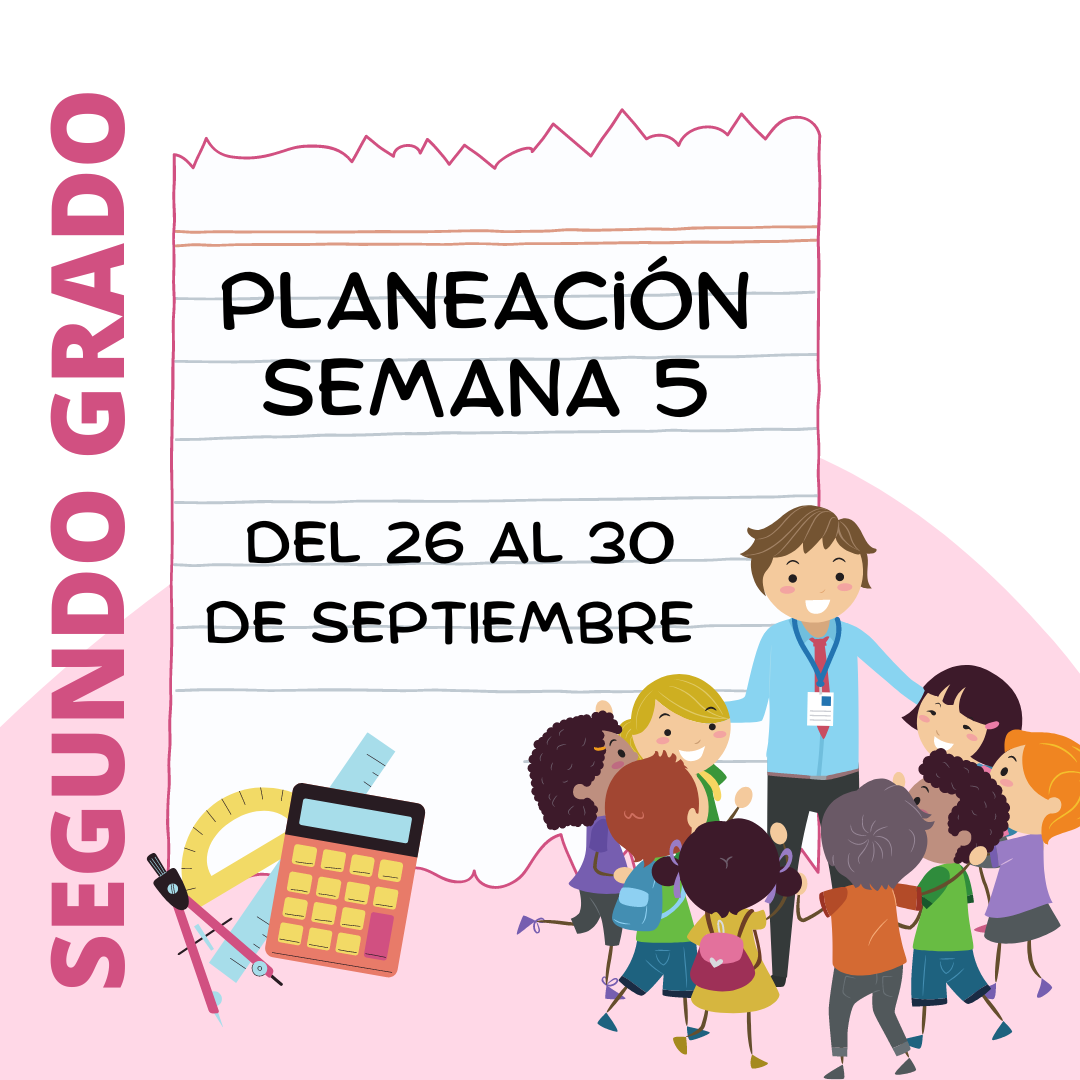 SEGUNDO GRADO
PLANEACIÓN
SEMANA 5
DEL 26 AL 30
DE SEPTIEMBRE